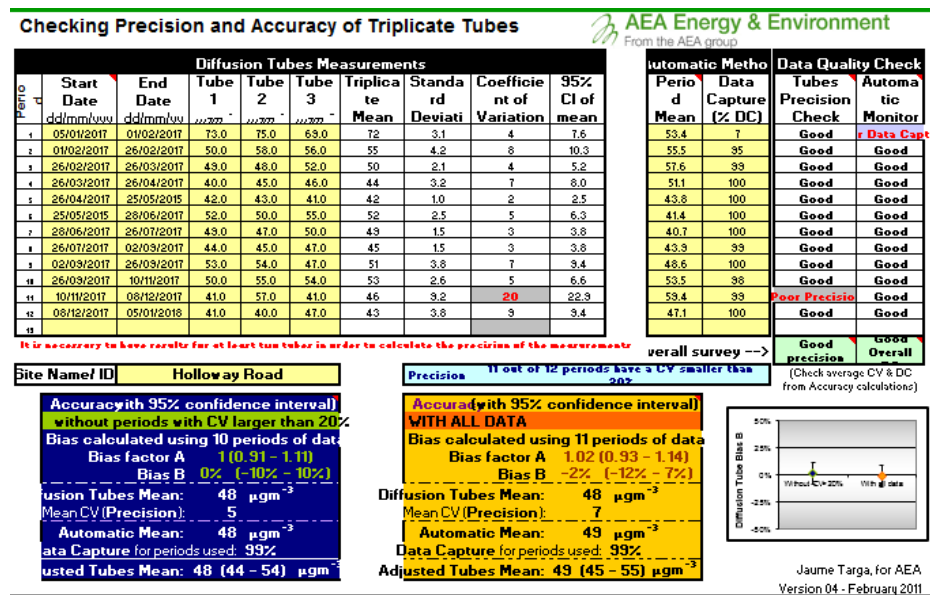 Checking Precision and Accuracy of Triplicate Tubes
AEA Energy & Environment
From the AEA group
Diffusion Tubes Measurements
utomatic Metho
Data Quality Check
Perio d
Start Date dd/mm/yyyy
End Date dd/mm/yyyy
Tube 1
Tube 2
Tube 3
Triplica te Mean
Standa rd Deviati
Coefficie nt of Variation
95% CI of mean
Perio d Mean
Data Capture (% DC)
Tubes Precision Check
Automa tic Monitor
1 05/01/2017 01/02/2017 73.0 75.0 69.0 72 3.1 4 7.6 53.4 7 Good r Data Capt
2 01/02/2017 26/02/2017 50.0 58.0 56.0 55 4.2 8 10.3 55.5 95 Good Good
3 26/02/2017 26/03/2017 49.0 48.0 52.0 50 2.1 4 5.2 57.6 99 Good Good
4 26/03/2017 26/04/2017 40.0 45.0 46.0 44 3.2 7 8.0 51.1 100 Good Good
5 26/04/2017 25/05/2015 42.0 43.0 41.0 42 1.0 2 2.5 43.8 100 Good Good
6 25/05/2015 28/06/2017 52.0 50.0 55.0 52 2.5 5 6.3 41.4 100 Good Good
7 28/06/2017 26/07/2017 49.0 47.0 50.0 49 1.5 3 3.8 40.7 100 Good Good
8 26/07/2017 02/09/2017 44.0 45.0 47.0 45 1.5 3 3.8 43.9 99 Good Good
9 02/09/2017 26/09/2017 53.0 54.0 47.0 51 3.8 7 9.4 48.6 100 Good Good
10 26/09/2017 10/11/2017 50.0 55.0 54.0 53 2.6 5 6.6 53.5 98 Good Good
11 10/11/2017 08/12/2017 41.0 57.0 41.0 46 9.2 20 22.9 59.4 99 Poor Precisio Good
12 08/12/2017 05/01/2018 41.0 40.0 47.0 43 3.8 9 9.4 47.1 100 Good Good
13
It is necessary to have results for at least two tubes in order to calculate the precision of the measurements
verall survey -->
Good precision
Good Overall
Site Name/ ID
Holloway Road
Precision
11 out of 12 periods have a CV smaller than 20%
(Check average CV & DC
from Accuracy calculations)
Accuracy with 95% confidence interval)
without periods with CV larger than 20%
Bias calculated using 10 periods of data
Bias factor A 1 (0.91 - 1.11)
Bias B 0% (-10% - 10%)
usion Tubes Mean: 48 µgm-3
Mean CV (Precision): 5
Automatic Mean: 48 µgm-3
ata Capture for periods used: 99%
usted Tubes Mean: 48 (44 - 54) µgm-3
Accurac(with 95% confidence interval)
WITH ALL DATA
Bias calculated using 11 periods of data
Bias factor A 1.02 (0.93 - 1.14)
Bias B -2% (-12% - 7%)
Diffusion Tubes Mean: 48 µgm-3
Mean CV (Precision): 7
Automatic Mean: 49 µgm-3
Data Capture for periods used: 99%
Adjusted Tubes Mean: 49 (45 - 55) µgm-3
Diffusion Tube Bias B
50%
25%
0%
-25%
-50%
Without CV>20%
With all data
Jaume Targa, for AEA
Version 04 - February 2011